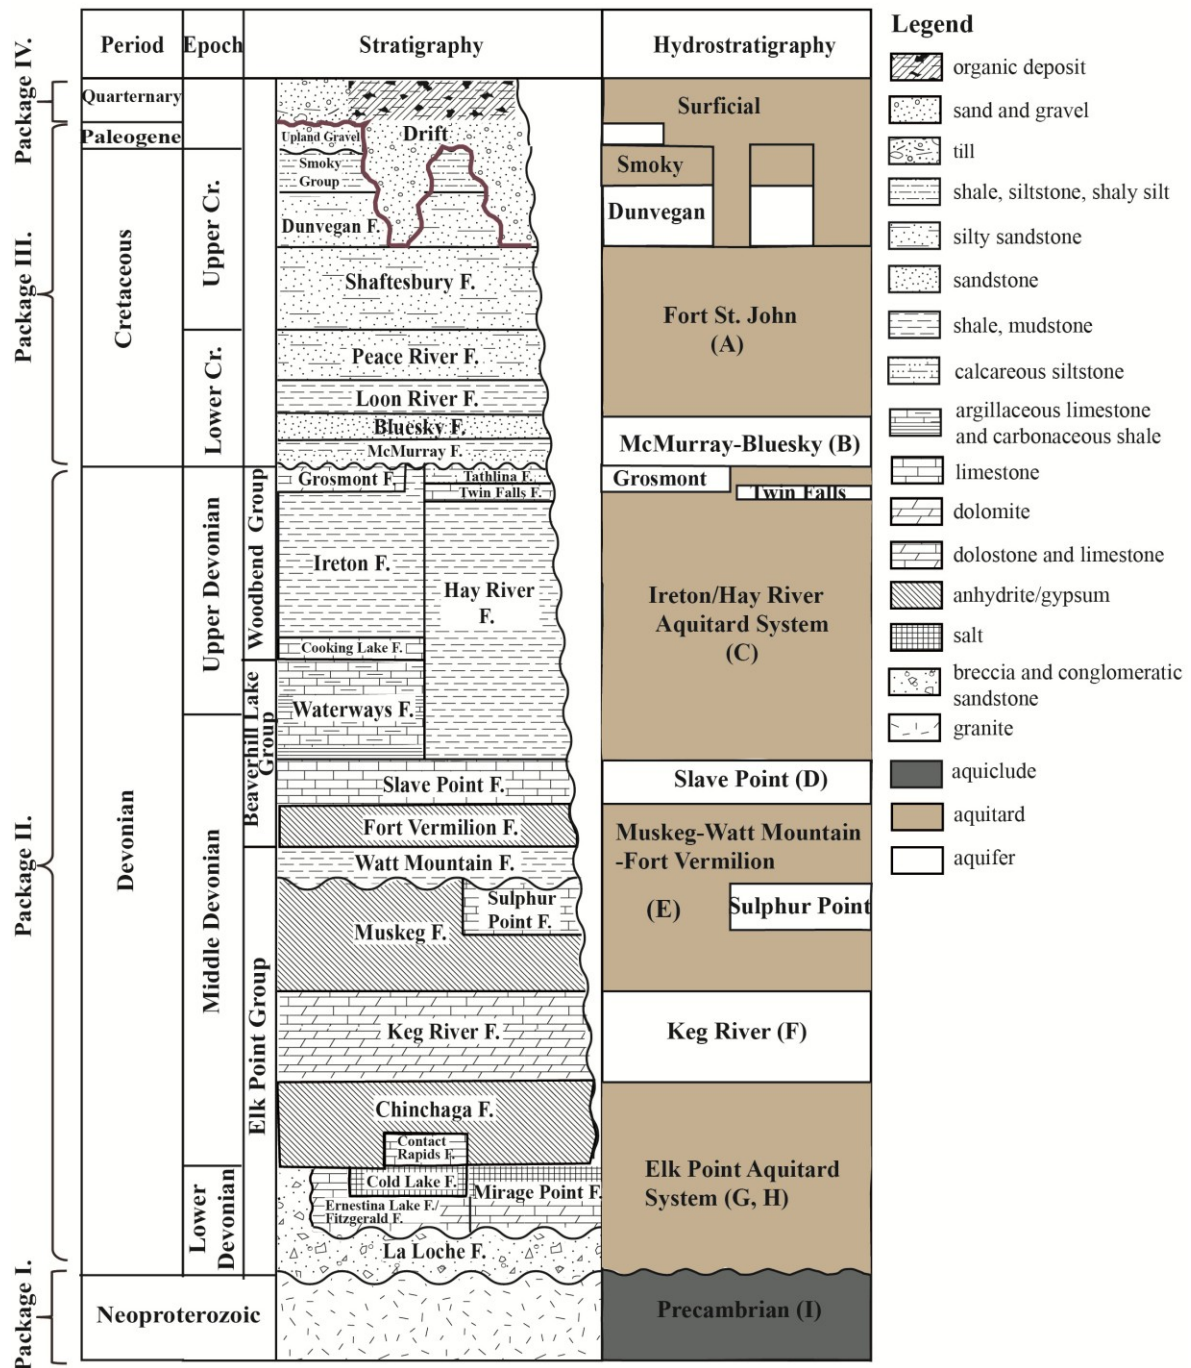 Period
Epoch
Stratigraphy
Hydrostratigraphy
Package IV.
Package III.
Package II.
Package I.
Quarternary
Paleogene
Cretaceous
Devonian
Neoproterozoic
Upper Cr.
Lower Cr.
Upper Devonian
Middle Devonian
Lower
Devonian
Woodbend Group
Beaverhill Lake
Group
Elk Point Group
Upland Gravel
Drift
Smoky
Group
Dunvegan F.
Shaftesbury F.
Peace River F.
Loon River F.
Bluesky F.
McMurray F.
Grosmont F.
Tathlina F.
Twin Falls F.
Ireton F.
Hay River
F.
Cooking Lake F.
Waterways F.
Slave Point F.
Fort Vermilion F.
Watt Mountain F.
Sulphur
Point F.
Muskeg F.
Keg River F.
Chinchaga F.
Contact
Rapids F.
Cold Lake F.
Mirage Point F.
Ernestina Lake F./
Fitzgerald F.
La Loche F.
Surficial
Smoky
Dunvegan
Fort St. John
(A)
McMurray-Bluesky (B)
Grosmont
Twin Falls
Ireton/Hay River
Aquitard System
(C)
Slave Point (D)
Muskeg-Watt Mountain
-Fort Vermilion
(E)
Sulphur Point
Keg River (F)
Elk Point Aquitard
System (G, H)
Precambrian (I)
Legend
organic deposit
sand and gravel
till
shale, siltstone, shaly silt
silty sandstone
sandstone
shale, mudstone
calcareous siltstone
argillaceous limestone
and carbonaceous shale
limestone
dolomite
dolostone and limestone
anhydrite/gypsum
salt
breccia and conglomeratic
sandstone
granite
aquiclude
aquitard
aquifer